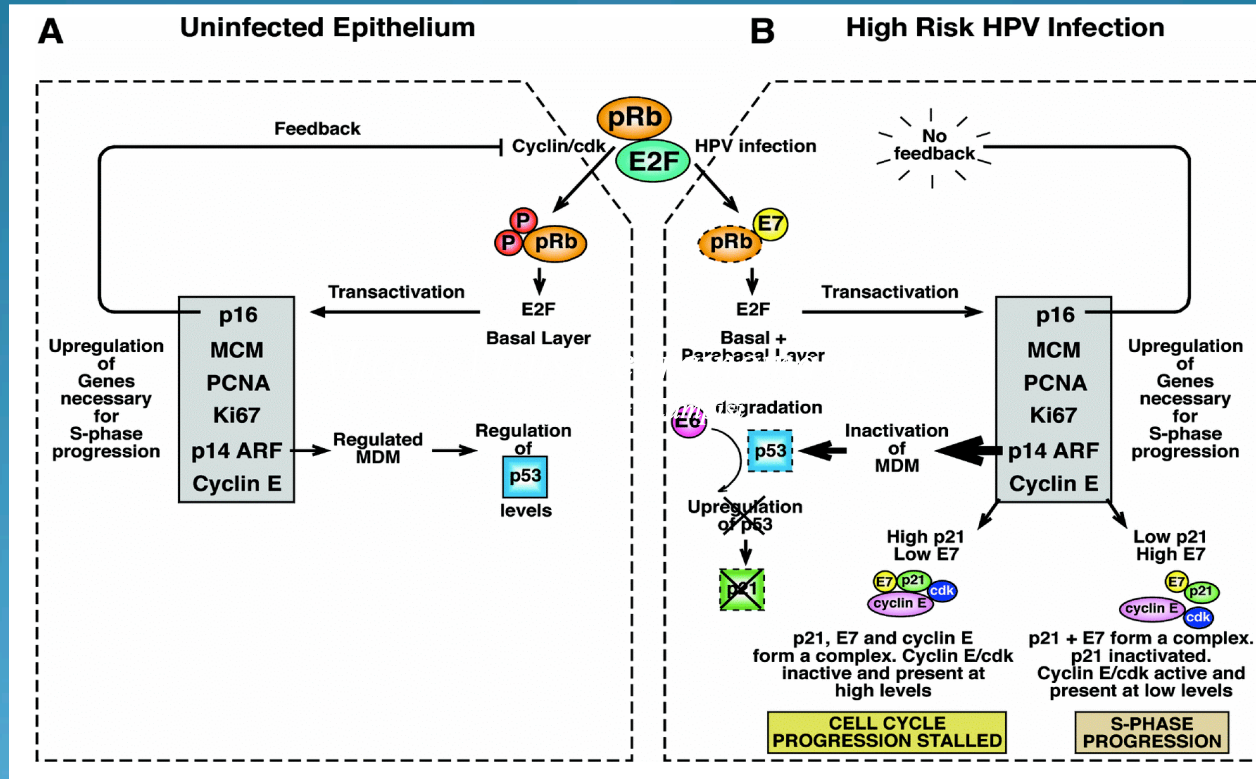 A
Uninfected Epithelium
B
High Risk HPV Infection
pRb
E2F
Feedback
Cyclin/cdk
P
P
pRb
E2F
Basal Layer
Transactivation
p16
MCM
PCNA
Ki67
p14 ARF
Cyclin E
Upregulation
of
Genes
necessary
for
S-phase
progression
Regulated
MDM
Regulation
of
p53
levels
HPV infection
No
feedback
E7
pRb
E2F
Basal +
Parabasal Layer
Transactivation
p16
MCM
PCNA
Ki67
p14 ARF
Cyclin E
Upregulation
of
Genes
necessary
for
S-phase
progression
E6
p53
Inactivation
of
MDM
Upregulation
of p53
p21
High p21
Low E7
E7
p21
cdk
cyclin E
p21, E7 and cyclin E
form a complex. Cyclin E/cdk
inactive and present at
high levels
CELL CYCLE
PROGRESSION STALLED
Low p21
High E7
E7
p21
cyclin E
cdk
p21 + E7 form a complex.
p21 inactivated.
Cyclin E/cdk active and
present at low levels
S-PHASE
PROGRESSION